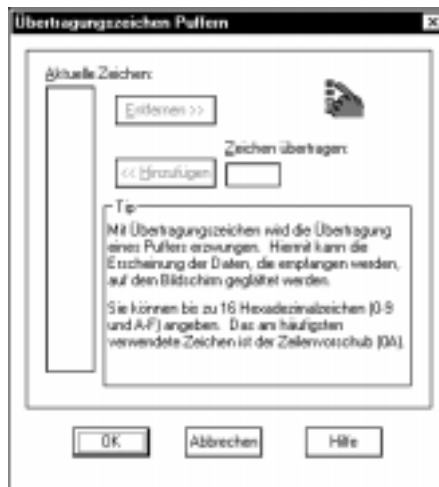 Übertragungszeichen Puffern
Aktuelle Zeichen:
Entfernen >>
Zeichen übertragen:
<< Hinzufügen
Tip
Mit Übertragungszeichen wird die Übertragung
eines Puffers erzwungen. Hiermit kann die
Erscheinung der Daten, die empfangen werden,
auf dem Bildschirm geglättet werden.
Sie können bis zu 16 Hexadezimalzeichen (0-9
und A-F) angeben. Das am häufigsten
verwendete Zeichen ist der Zeilenvorschub (0A).
OK
Abbrechen
Hilfe